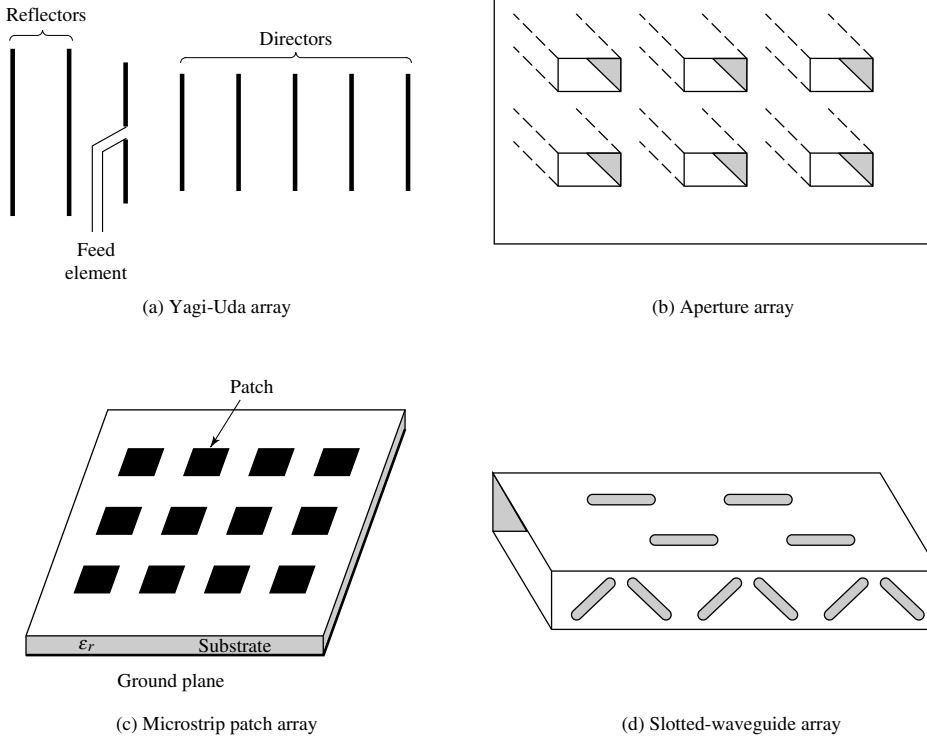 Reflectors
Directors
Feed
element
(a) Yagi-Uda array
(b) Aperture array
Patch
εr
Substrate
Ground plane
(c) Microstrip patch array
(d) Slotted-waveguide array